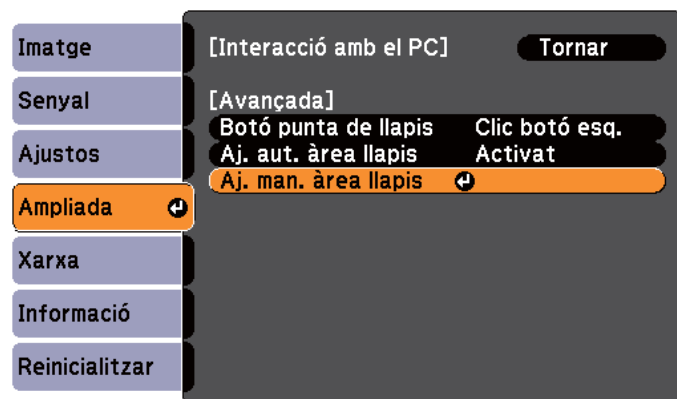 Imatge
Senyal
Ajustos
Ampliada
Xarxa
Informació
Reinicialitzar
[Interacció amb el PC] Tornar
[Avançada]
Botó punta de llapis Clic botó esq.
Aj. aut. àrea llapis Activat
Aj. man. àrea llapis